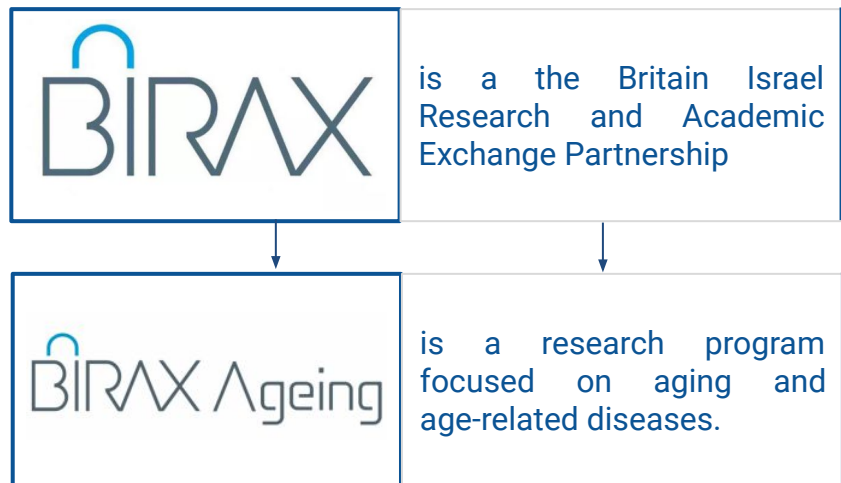 BIRAX
is a the Britain Israel
Research and Academic
Exchange Partnership
BIRAX Ageing
is a research program
focused on aging and
age-related diseases.